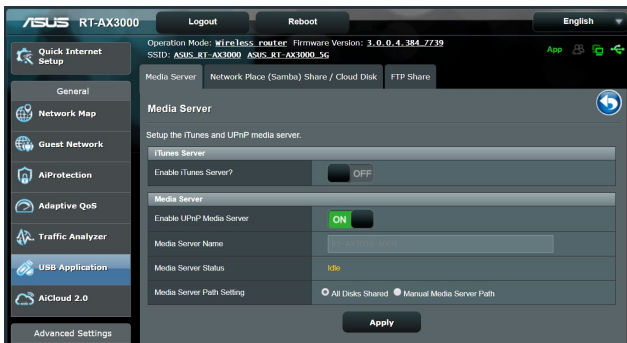 ASUS RT-AX3000 Logout Reboot English
Quick Internet Setup
Operation Mode: Wireless router Firmware Version: 3.0.0.4.384_7739
SSID: ASUS_RT-AX3000 ASUS_RT-AX3000_5G
App
Media Server Network Place (Samba) Share / Cloud Disk FTP Share
General
Network Map
Guest Network
AiProtection
Adaptive QoS
Traffic Analyzer
USB Application
AiCloud 2.0
Advanced Settings
Media Server
Setup the iTunes and UPnP media server.
iTunes Server
Enable iTunes Server? OFF
Media Server
Enable UPnP Media Server ON
Media Server Name
Media Server Status Idle
Media Server Path Setting All Disks Shared Manual Media Server Path
Apply